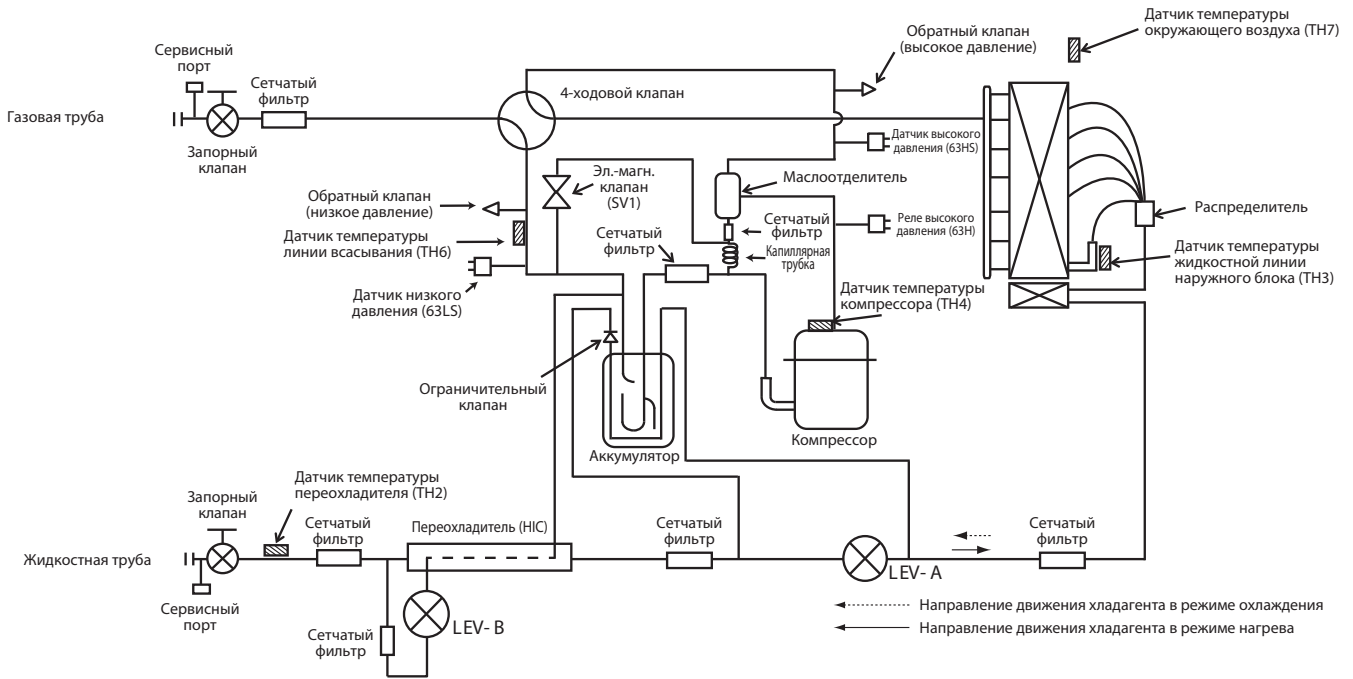 Датчик температуры
окружающего воздуха (TH7)
Обратный клапан
(высокое давление)
Сервисный
порт
Сетчатый
фильтр
4-ходовой клапан
Газовая труба
Запорный
клапан
Датчик высокого
давления (63HS)
Эл.-магн.
клапан
(SV1)
Маслоотделитель
Обратный клапан
(низкое давление)
Сетчатый
фильтр
Реле высокого
давления (63H)
Распределитель
Датчик температуры
линии всасывания (TH6)
Сетчатый
фильтр
Капиллярная
трубка
Датчик температуры
жидкостной линии
наружного блока (TH3)
Датчик низкого
давления (63LS)
Датчик температуры
компрессора (TH4)
Ограничительный
клапан
Компрессор
Аккумулятор
Датчик температуры
переохладителя (TH2)
Запорный
клапан
Сетчатый
фильтр
Переохладитель (HIC)
Сетчатый
фильтр
Сетчатый
фильтр
Жидкостная труба
LEV- A
Сервисный
порт
LEV- B
Сетчатый
фильтр
Направление движения хладагента в режиме охлаждения
Направление движения хладагента в режиме нагрева